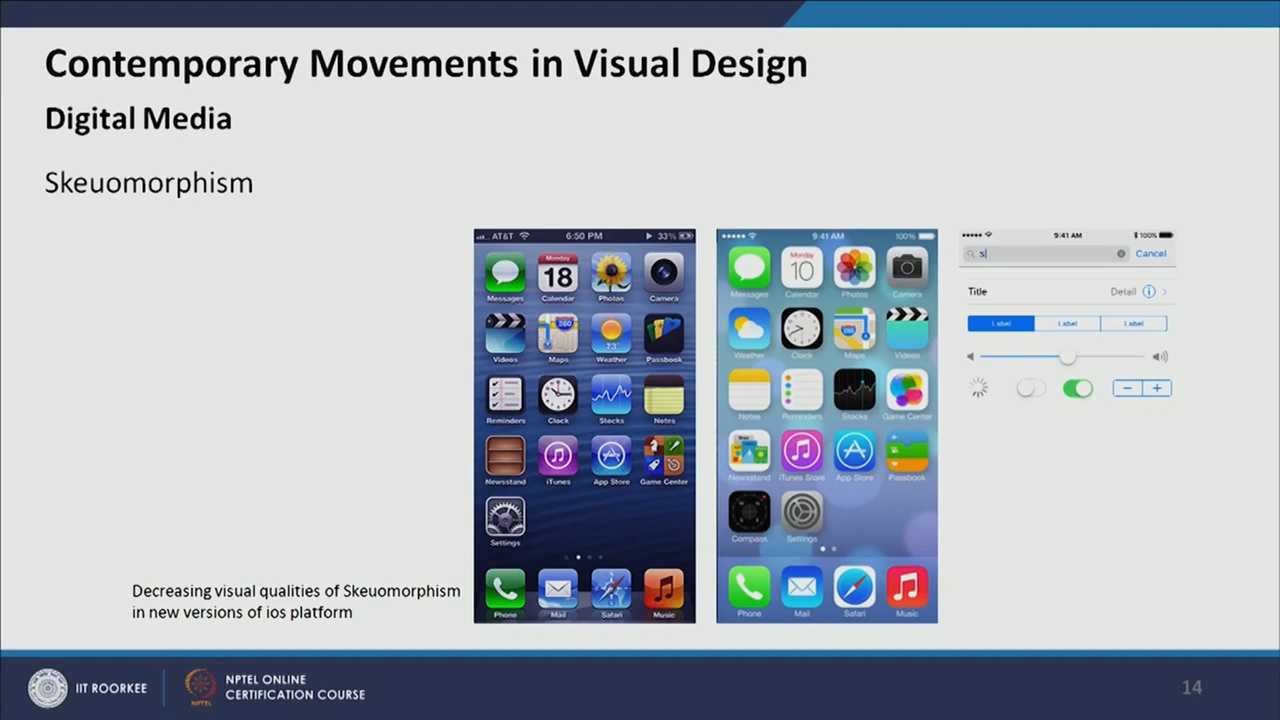 Contemporary Movements in Visual Design
Digital Media
Skeuomorphism
AT&T 6:50 PM 33%
Monday
18
Messages Calendar Photos Camera
280
73°
Videos Maps Weather Passbook
Reminders Clock Stocks Notes
Newsstand iTunes App Store Game Center
Settings
Phone Mail Safari Music
9:41 AM 100%
Monday
10
Messages Calendar Photos Camera
280
Weather Clock Maps Videos
Notes Reminders Stocks Game Center
Newsstand iTunes Store App Store Passbook
Compass Settings
Phone Mail Safari Music
9:41 AM 100%
s Cancel
Title Detail
Label Label Label
Decreasing visual qualities of Skeuomorphism
in new versions of ios platform
IIT ROORKEE
NPTEL
NPTEL ONLINE
CERTIFICATION COURSE
14